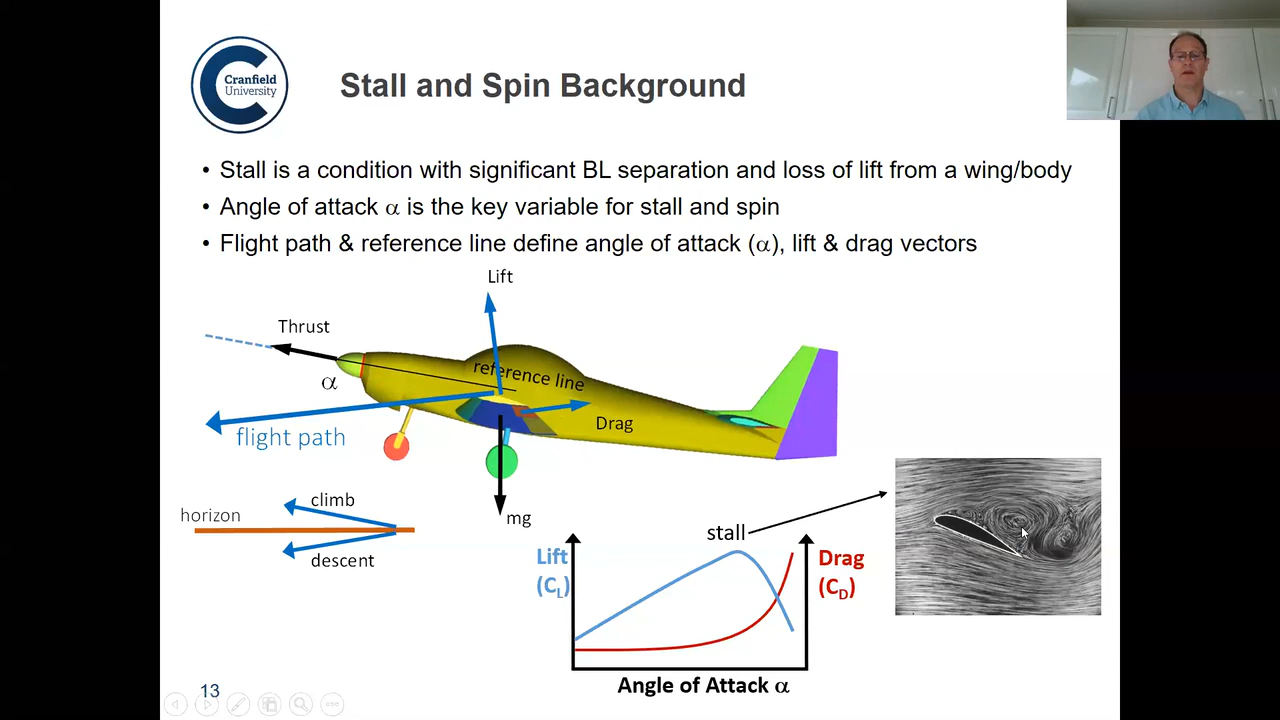 Cranfield
University
Stall and Spin Background
• Stall is a condition with significant BL separation and loss of lift from a wing/body
• Angle of attack α is the key variable for stall and spin
• Flight path & reference line define angle of attack (α), lift & drag vectors
Lift
Thrust
reference line
α
Drag
flight path
climb
horizon
mg
descent
stall
Lift
(CL)
Drag
(CD)
Angle of Attack α
13